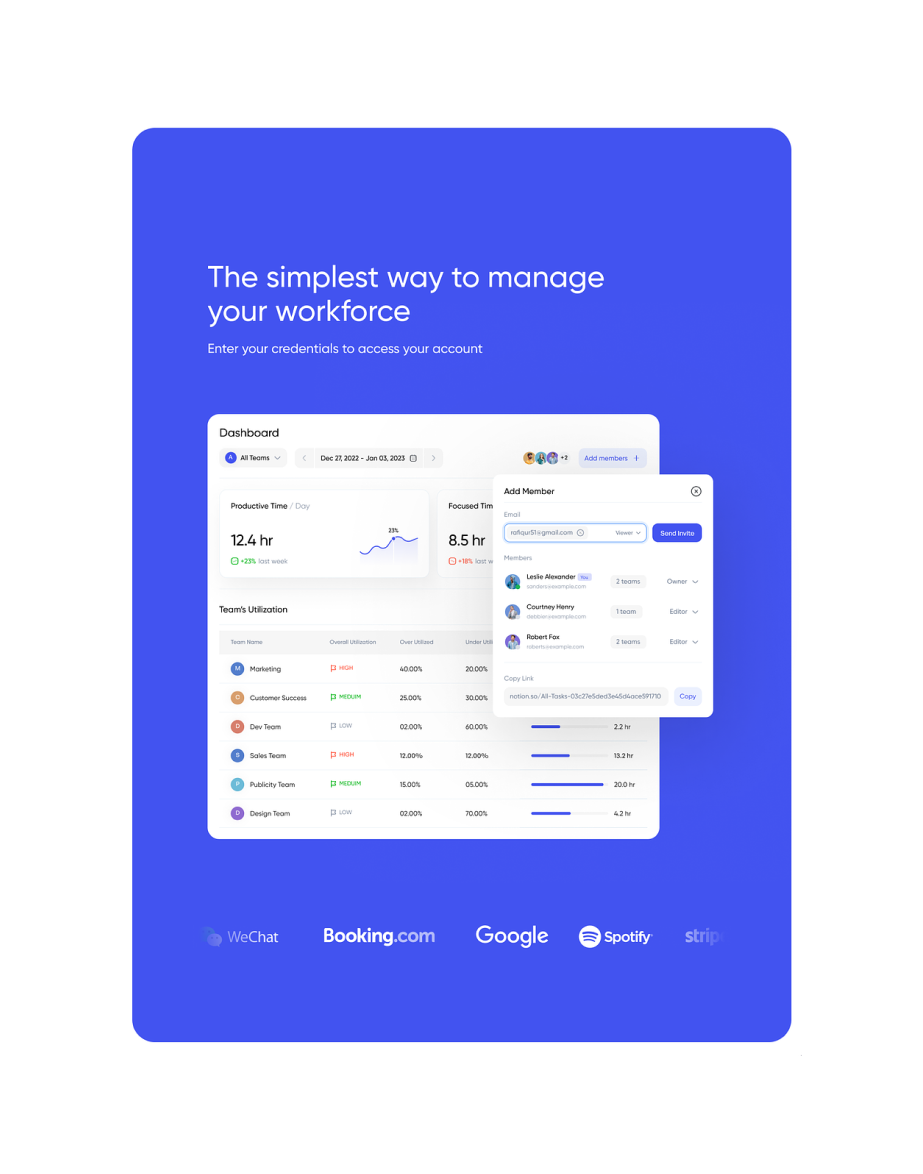 The simplest way to manage
your workforce
Enter your credentials to access your account
Dashboard
A All Teams
Dec 27, 2022 - Jan 03, 2023
+2
Add members +
Productive Time / Day
12.4 hr
+23% last week
23%
Focused Tim
8.5 hr
+18% last w
Add Member
Email
rafiqur51@gmail.com
Viewer
Send Invite
Members
Leslie Alexander You
sanders@example.com
2 teams
Owner
Courtney Henry
debbie@example.com
1 team
Editor
Robert Fox
roberts@example.com
2 teams
Editor
Copy Link
notion.so/All-Tasks-03c27e5ded3e45d4ace591710
Copy
Team's Utilization
Team Name Overall Utilization Over Utilized Under Utili
M Marketing HIGH 40.00% 20.00%
C Customer Success MEDUIM 25.00% 30.00%
D Dev Team LOW 02.00% 60.00% 2.2 hr
S Sales Team HIGH 12.00% 12.00% 13.2 hr
P Publicity Team MEDUIM 15.00% 05.00% 20.0 hr
D Design Team LOW 02.00% 70.00% 4.2 hr
WeChat Booking.com Google Spotify strip